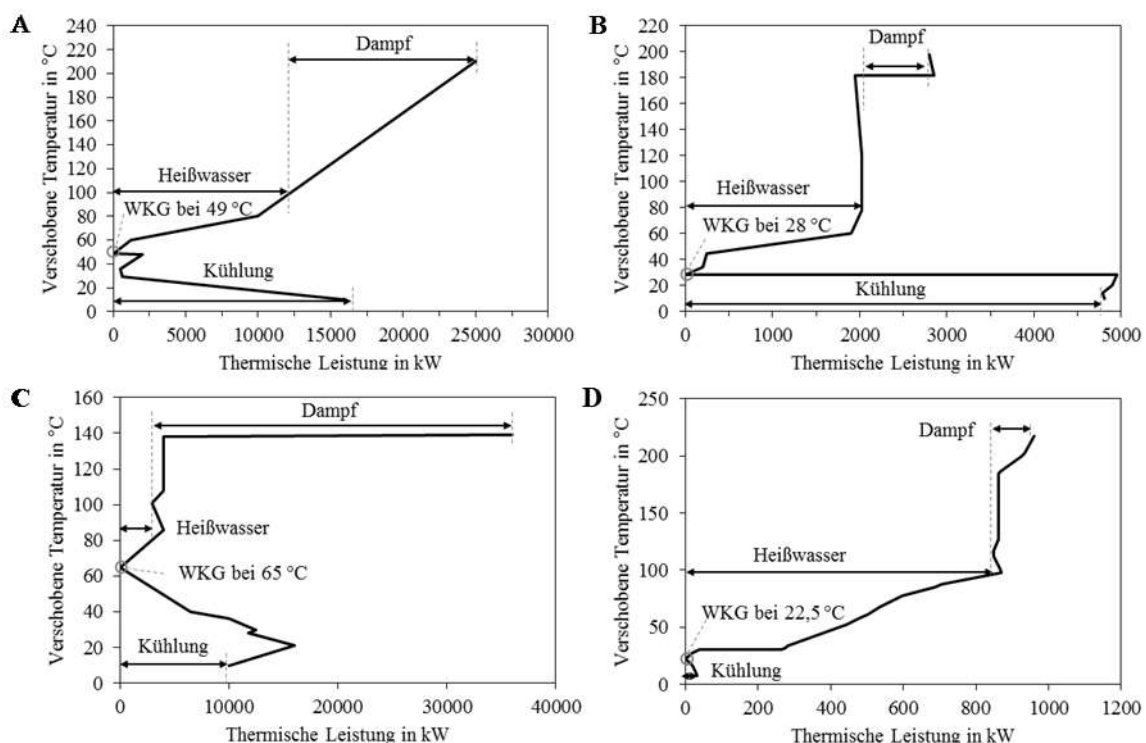 A
Verschobene Temperatur in °C
240
220
200
180
160
140
120
100
80
60
40
20
0
Dampf
Heißwasser
WKG bei 49 °C
Kühlung
0 5000 10000 15000 20000 25000 30000
Thermische Leistung in kW
B
Verschobene Temperatur in °C
220
200
180
160
140
120
100
80
60
40
20
0
Dampf
Heißwasser
WKG bei 28 °C
Kühlung
0 1000 2000 3000 4000 5000
Thermische Leistung in kW
C
Verschobene Temperatur in °C
160
140
120
100
80
60
40
20
0
Dampf
Heißwasser
WKG bei 65 °C
Kühlung
0 10000 20000 30000 40000
Thermische Leistung in kW
D
Verschobene Temperatur in °C
250
200
150
100
50
0
Dampf
Heißwasser
WKG bei 22,5 °C
Kühlung
0 200 400 600 800 1000 1200
Thermische Leistung in kW